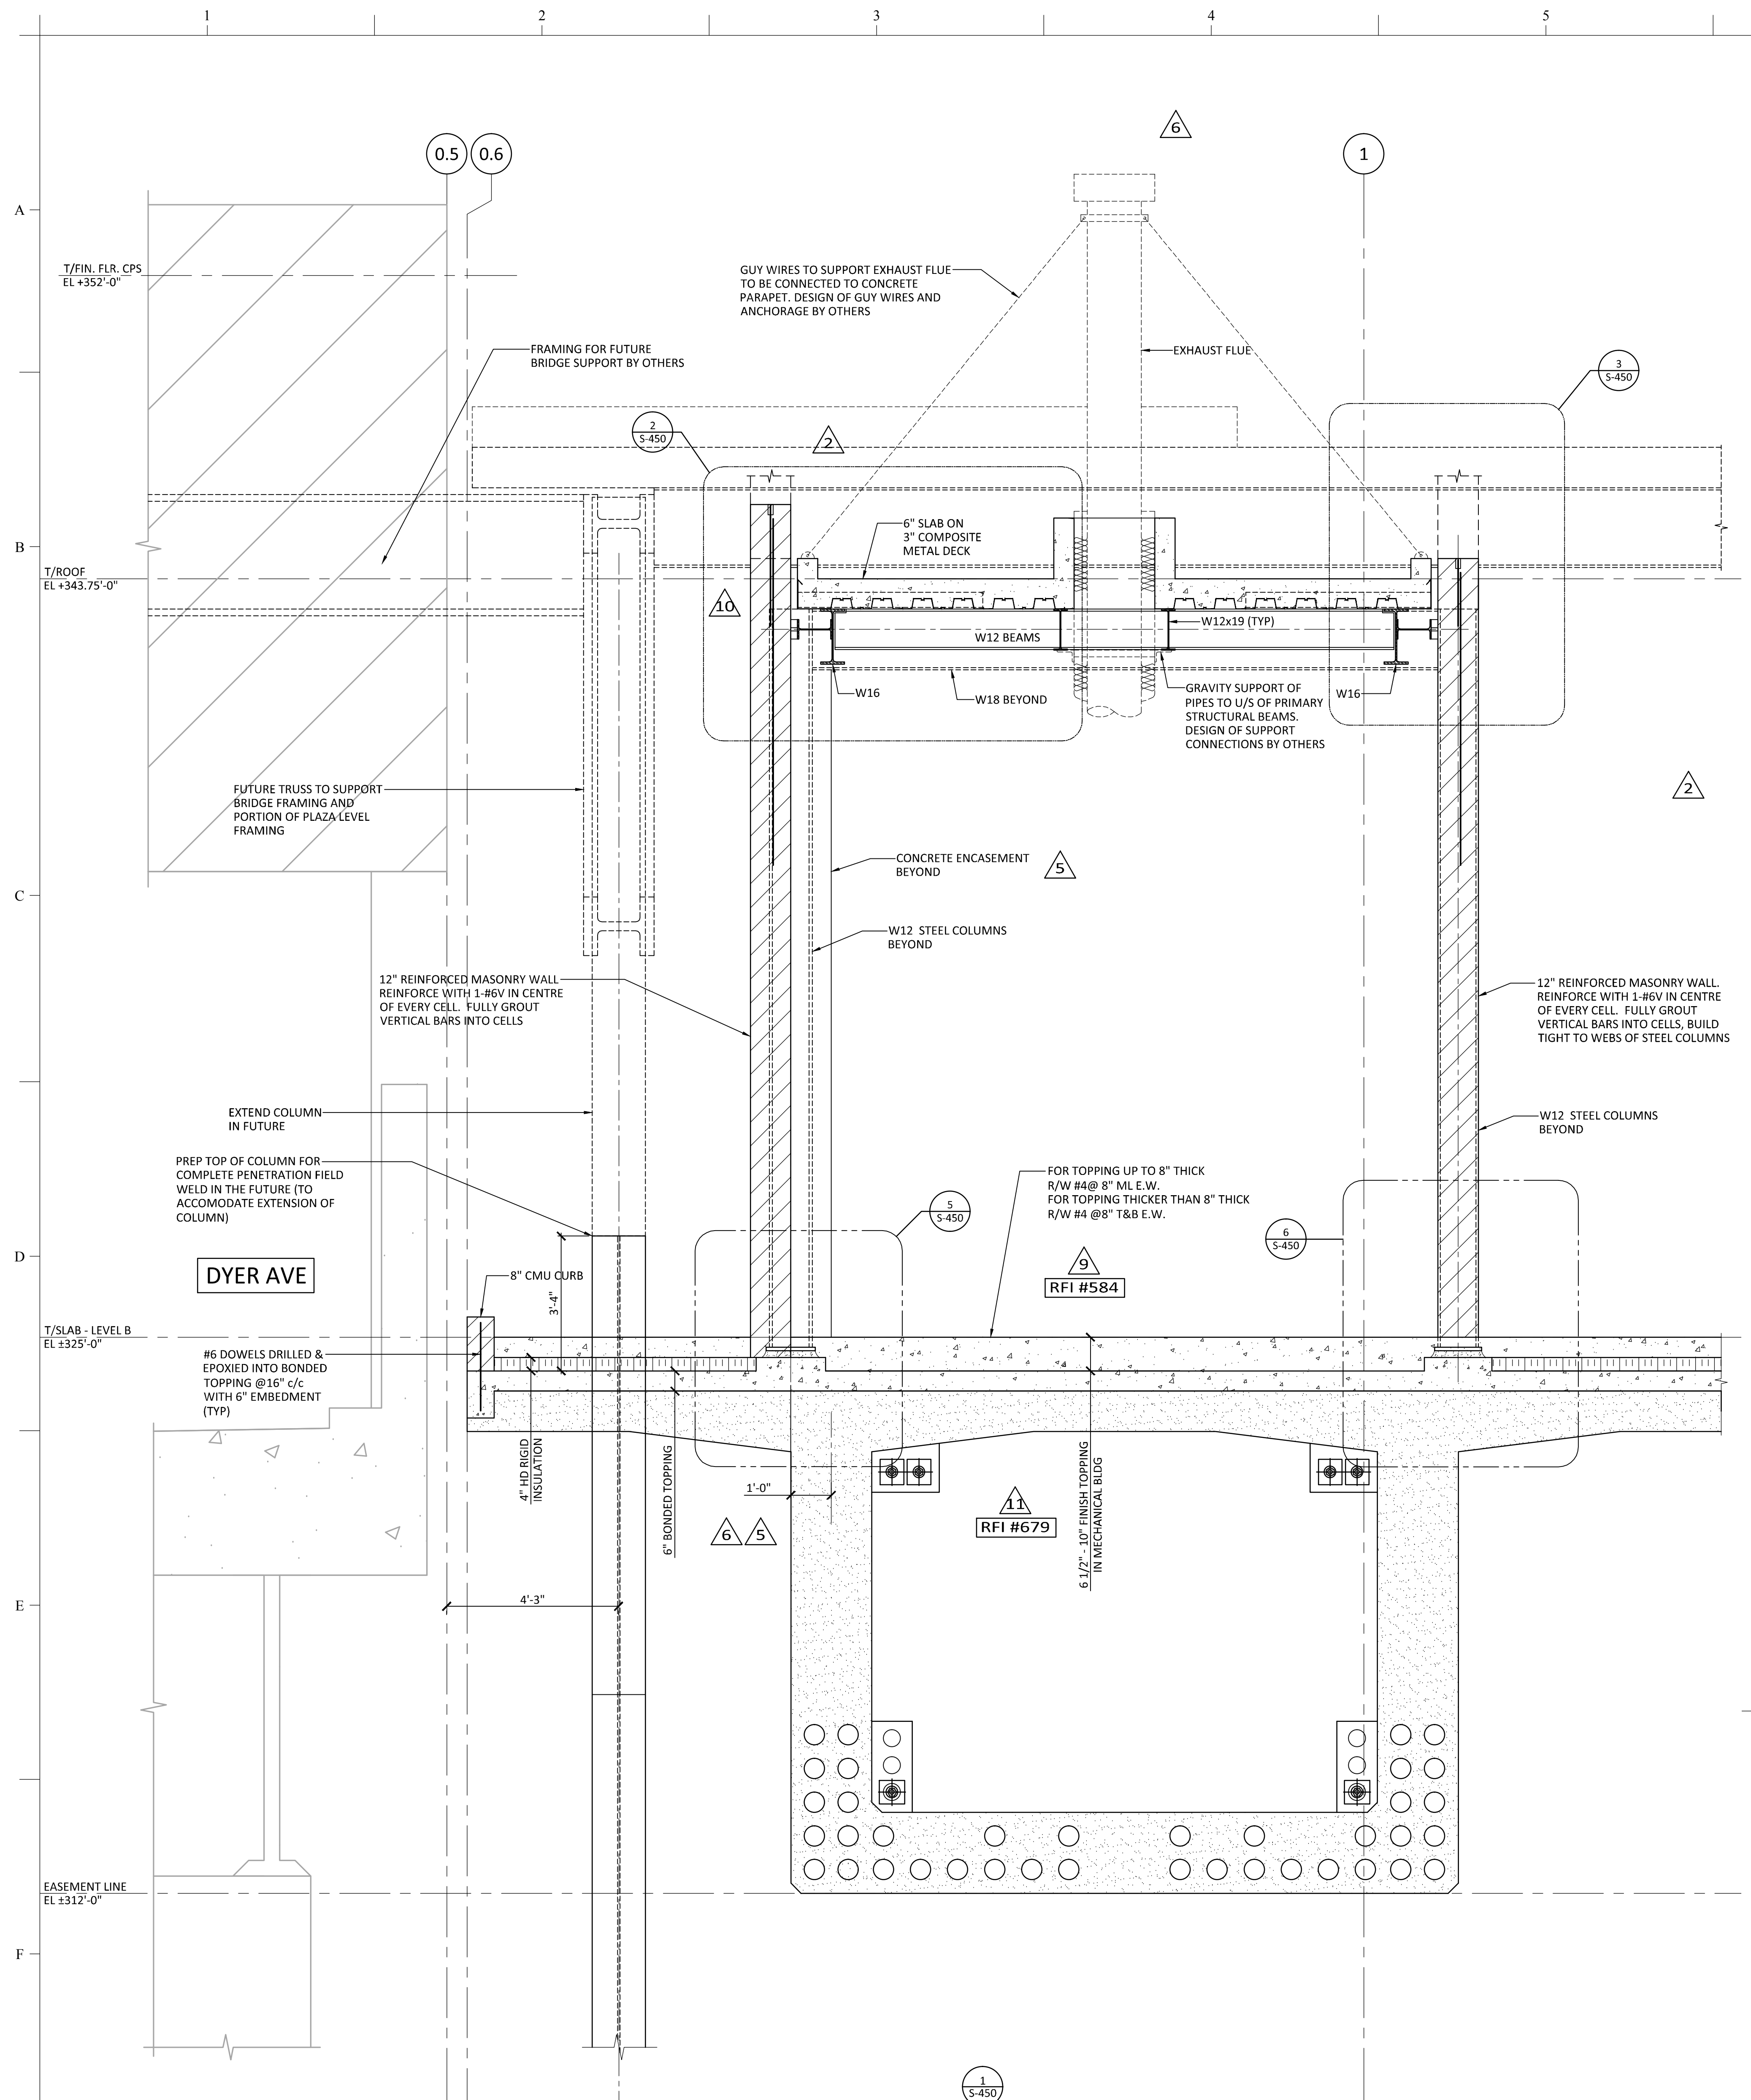 1 2 3 4 5
6
0.5 0.6 1
A
T/FIN. FLR. CPS
EL +352'-0"
GUY WIRES TO SUPPORT EXHAUST FLUE
TO BE CONNECTED TO CONCRETE
PARAPET. DESIGN OF GUY WIRES AND
ANCHORAGE BY OTHERS
FRAMING FOR FUTURE
BRIDGE SUPPORT BY OTHERS
EXHAUST FLUE
3
S-450
2
S-450
2
6" SLAB ON
3" COMPOSITE
METAL DECK
B
T/ROOF
EL +343.75'-0"
10
W12x19 (TYP)
W12 BEAMS
W16
W18 BEYOND
GRAVITY SUPPORT OF
PIPES TO U/S OF PRIMARY
STRUCTURAL BEAMS.
DESIGN OF SUPPORT
CONNECTIONS BY OTHERS
W16
2
FUTURE TRUSS TO SUPPORT
BRIDGE FRAMING AND
PORTION OF PLAZA LEVEL
FRAMING
CONCRETE ENCASEMENT
BEYOND
5
C
W12 STEEL COLUMNS
BEYOND
12" REINFORCED MASONRY WALL
REINFORCE WITH 1-#6V IN CENTRE
OF EVERY CELL. FULLY GROUT
VERTICAL BARS INTO CELLS
12" REINFORCED MASONRY WALL.
REINFORCE WITH 1-#6V IN CENTRE
OF EVERY CELL. FULLY GROUT
VERTICAL BARS INTO CELLS, BUILD
TIGHT TO WEBS OF STEEL COLUMNS
EXTEND COLUMN
IN FUTURE
W12 STEEL COLUMNS
BEYOND
PREP TOP OF COLUMN FOR
COMPLETE PENETRATION FIELD
WELD IN THE FUTURE (TO
ACCOMODATE EXTENSION OF
COLUMN)
FOR TOPPING UP TO 8" THICK
R/W #4@ 8" ML E.W.
FOR TOPPING THICKER THAN 8" THICK
R/W #4 @8" T&B E.W.
5
S-450
6
S-450
D
DYER AVE
8" CMU CURB
3'-4"
9
RFI #584
T/SLAB - LEVEL B
EL ±325'-0"
#6 DOWELS DRILLED &
EPOXIED INTO BONDED
TOPPING @16" c/c
WITH 6" EMBEDMENT
(TYP)
4" HD RIGID
INSULATION
6" BONDED TOPPING
1'-0"
6 1/2" - 10" FINISH TOPPING
IN MECHANICAL BLDG
6 5
11
RFI #679
E
4'-3"
EASEMENT LINE
EL ±312'-0"
F
1
S-450